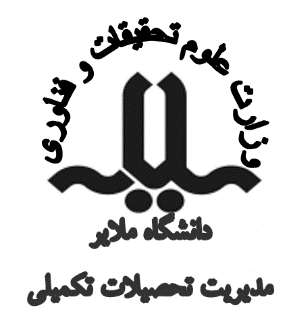 وزارت علوم تحقیقات و فناوری
دانشگاه ملایر
مدیریت تحصیلات تکمیلی